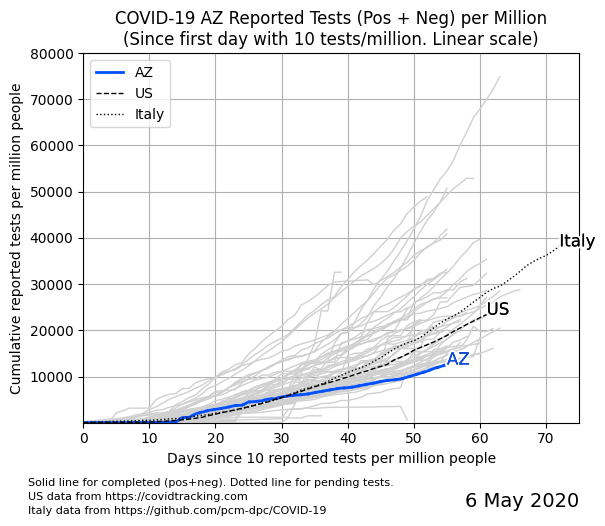 COVID-19 AZ Reported Tests (Pos + Neg) per Million
(Since first day with 10 tests/million. Linear scale)
80000
70000
60000
50000
40000
30000
20000
10000
Cumulative reported tests per million people
AZ
US
Italy
Italy
US
AZ
0 10 20 30 40 50 60 70
Days since 10 reported tests per million people
Solid line for completed (pos+neg). Dotted line for pending tests.
US data from https://covidtracking.com
Italy data from https://github.com/pcm-dpc/COVID-19
6 May 2020